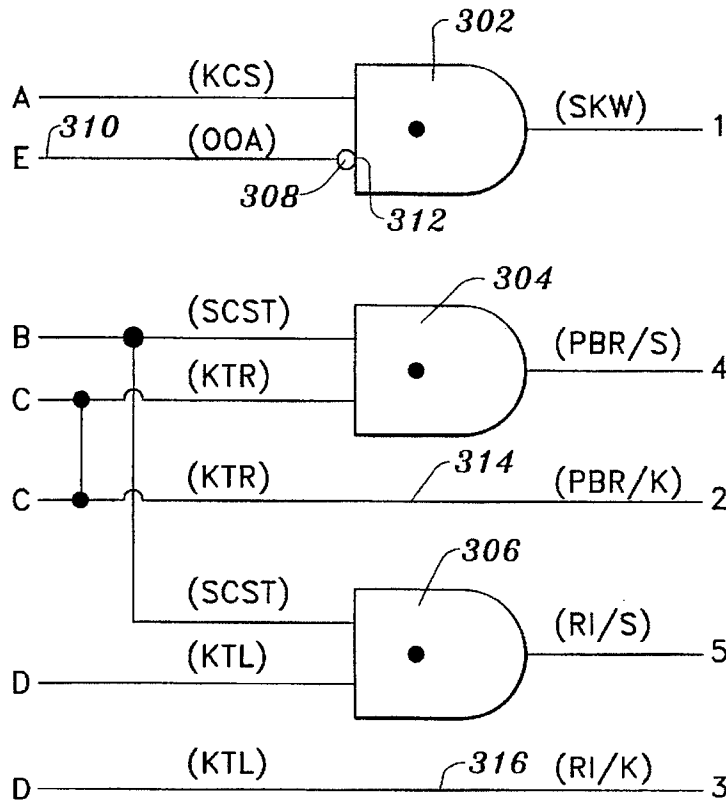 302
A (KCS) (SKW) 1
310
E (OOA)
308 312
304
B (SCST) (PBR/S) 4
C (KTR)
314
C (KTR) (PBR/K) 2
306
(SCST) (RI/S) 5
D (KTL)
D (KTL) 316 (RI/K) 3